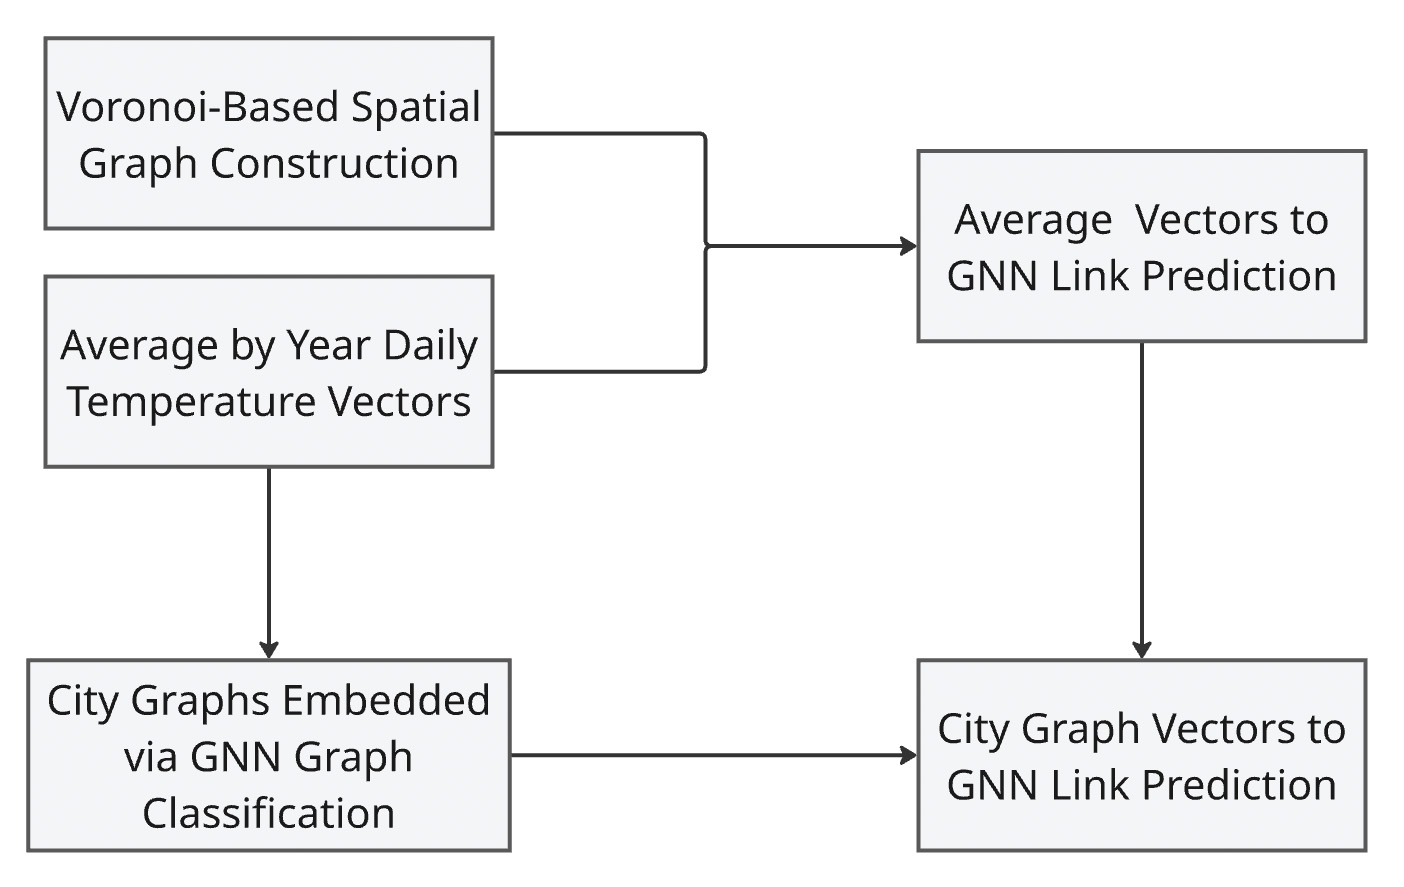 Voronoi-Based Spatial
Graph Construction
Average by Year Daily
Temperature Vectors
Average  Vectors to
GNN Link Prediction
City Graphs Embedded
via GNN Graph
Classification
City Graph Vectors to
GNN Link Prediction